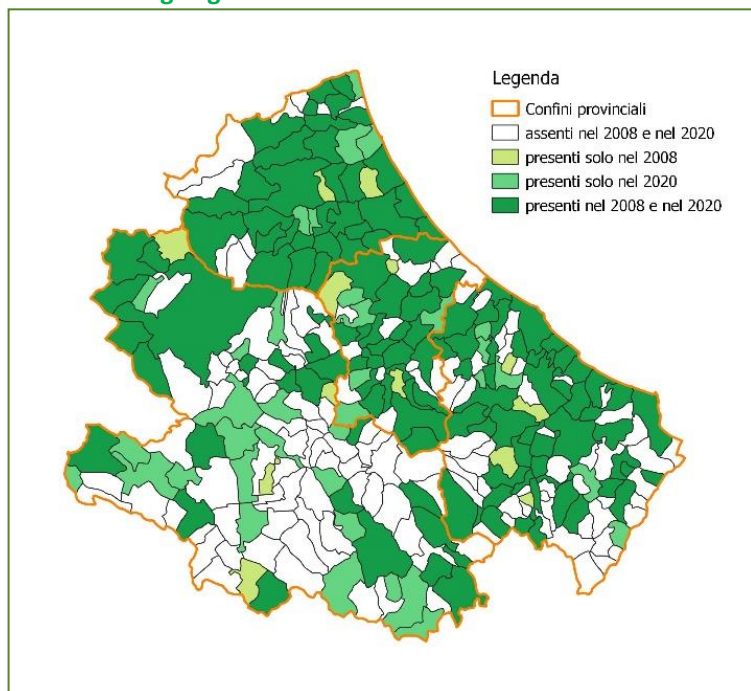 Legenda
Confini provinciali
assenti nel 2008 e nel 2020
presenti solo nel 2008
presenti solo nel 2020
presenti nel 2008 e nel 2020